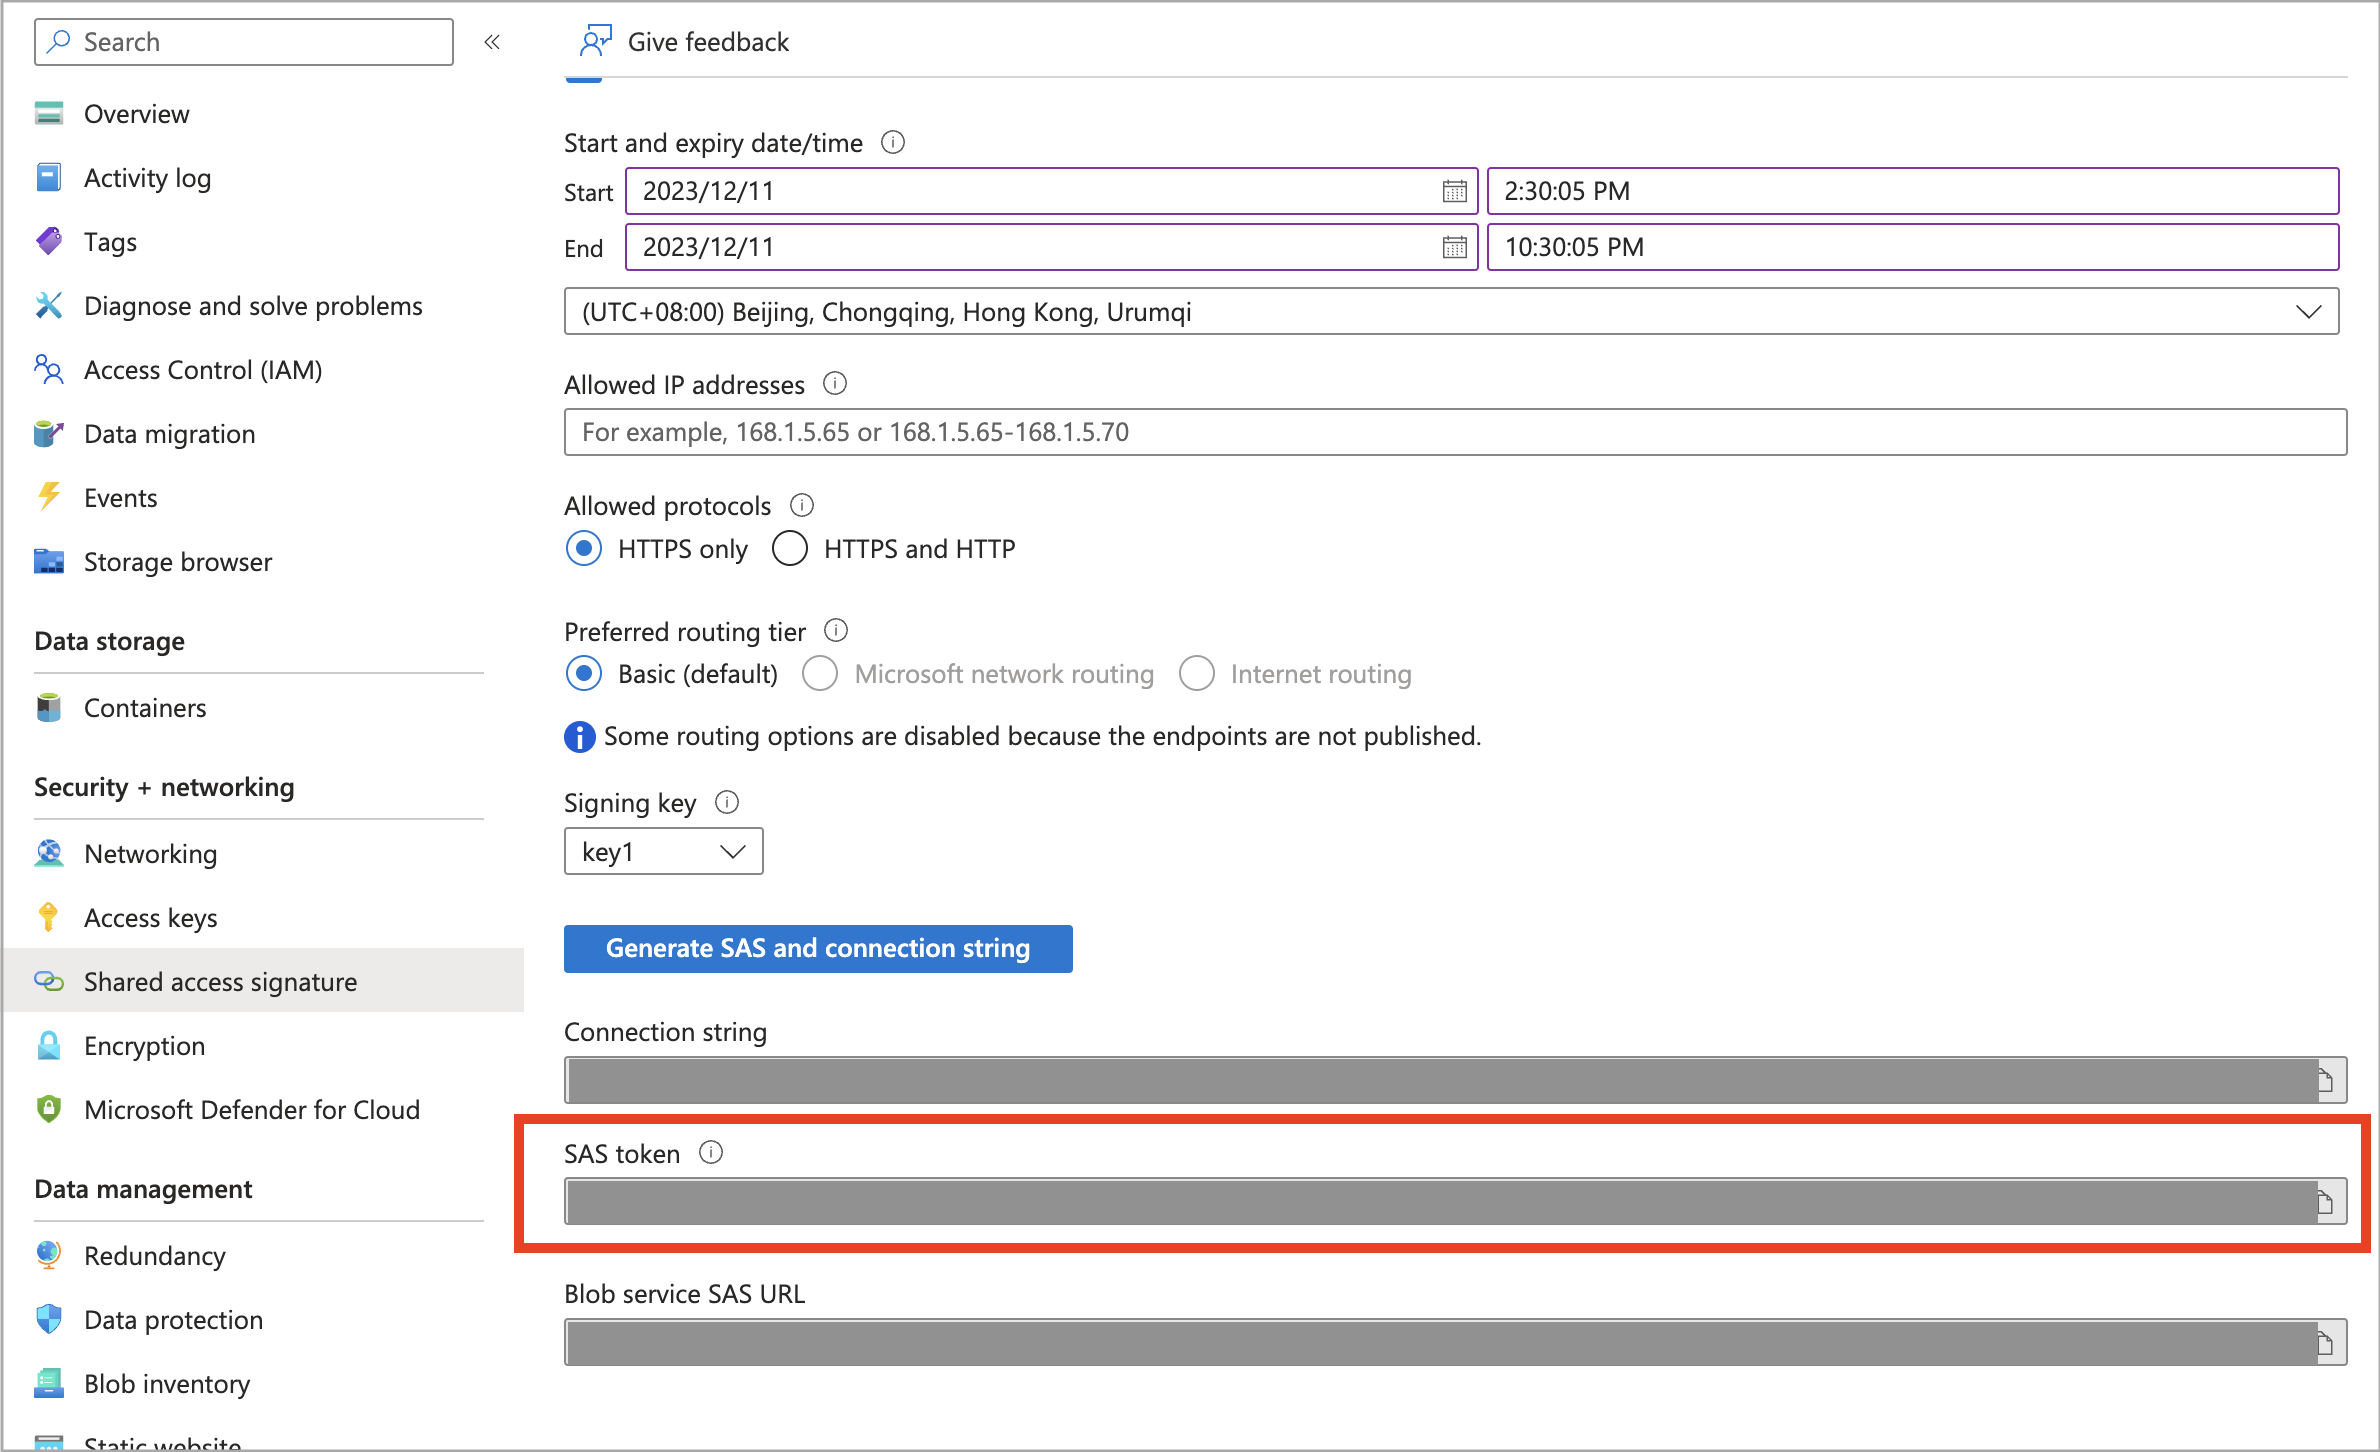 Search
«
Overview
Activity log
Tags
Diagnose and solve problems
Access Control (IAM)
Data migration
Events
Storage browser
Data storage
Containers
Security + networking
Networking
Access keys
Shared access signature
Encryption
Microsoft Defender for Cloud
Data management
Redundancy
Data protection
Blob inventory
Static website
Give feedback
Start and expiry date/time
Start 2023/12/11 2:30:05 PM
End 2023/12/11 10:30:05 PM
(UTC+08:00) Beijing, Chongqing, Hong Kong, Urumqi
Allowed IP addresses
For example, 168.1.5.65 or 168.1.5.65-168.1.5.70
Allowed protocols
HTTPS only HTTPS and HTTP
Preferred routing tier
Basic (default) Microsoft network routing Internet routing
Some routing options are disabled because the endpoints are not published.
Signing key
key1
Generate SAS and connection string
Connection string
SAS token
Blob service SAS URL